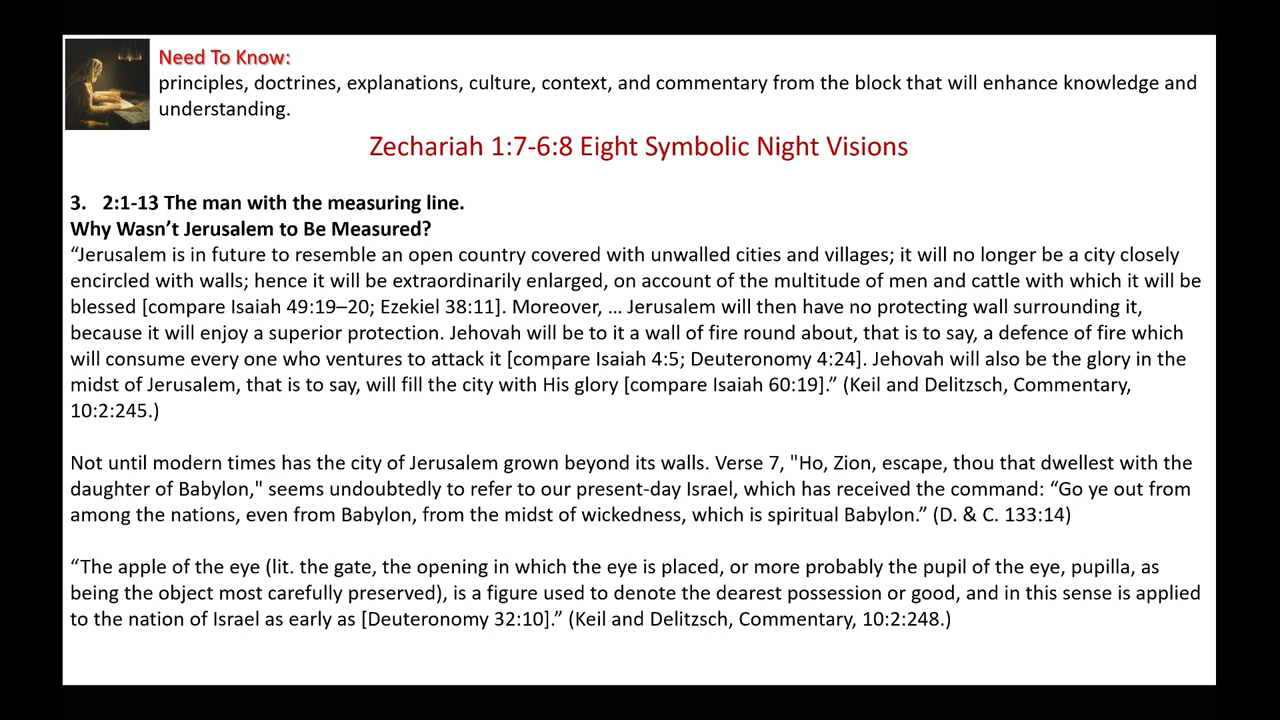 Need To Know:
principles, doctrines, explanations, culture, context, and commentary from the block that will enhance knowledge and
understanding.
Zechariah 1:7-6:8 Eight Symbolic Night Visions
3. 2:1-13 The man with the measuring line.
Why Wasn’t Jerusalem to Be Measured?
“Jerusalem is in future to resemble an open country covered with unwalled cities and villages; it will no longer be a city closely
encircled with walls; hence it will be extraordinarily enlarged, on account of the multitude of men and cattle with which it will be
blessed [compare Isaiah 49:19–20; Ezekiel 38:11]. Moreover, … Jerusalem will then have no protecting wall surrounding it,
because it will enjoy a superior protection. Jehovah will be to it a wall of fire round about, that is to say, a defence of fire which
will consume every one who ventures to attack it [compare Isaiah 4:5; Deuteronomy 4:24]. Jehovah will also be the glory in the
midst of Jerusalem, that is to say, will fill the city with His glory [compare Isaiah 60:19].” (Keil and Delitzsch, Commentary,
10:2:245.)
Not until modern times has the city of Jerusalem grown beyond its walls. Verse 7, "Ho, Zion, escape, thou that dwellest with the
daughter of Babylon," seems undoubtedly to refer to our present-day Israel, which has received the command: “Go ye out from
among the nations, even from Babylon, from the midst of wickedness, which is spiritual Babylon.” (D. & C. 133:14)
“The apple of the eye (lit. the gate, the opening in which the eye is placed, or more probably the pupil of the eye, pupilla, as
being the object most carefully preserved), is a figure used to denote the dearest possession or good, and in this sense is applied
to the nation of Israel as early as [Deuteronomy 32:10].” (Keil and Delitzsch, Commentary, 10:2:248.)